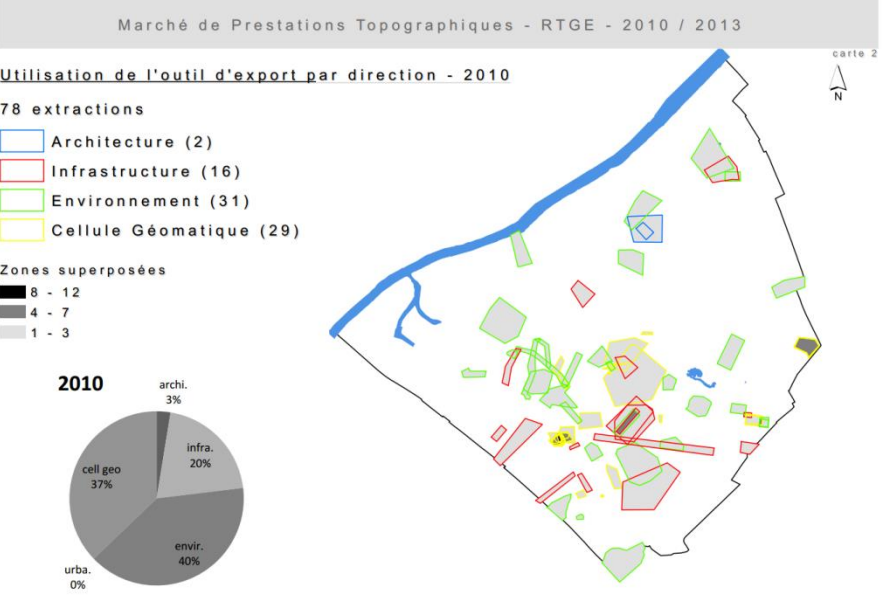 Marché de Prestations Topographiques - RTGE - 2010 / 2013
carte 2
N
Utilisation de l'outil d'export par direction - 2010
78 extractions
Architecture (2)
Infrastructure (16)
Environnement (31)
Cellule Géomatique (29)
Zones superposées
8 - 12
4 - 7
1 - 3
2010
archi.
3%
infra.
20%
cell geo
37%
envir.
40%
urba.
0%